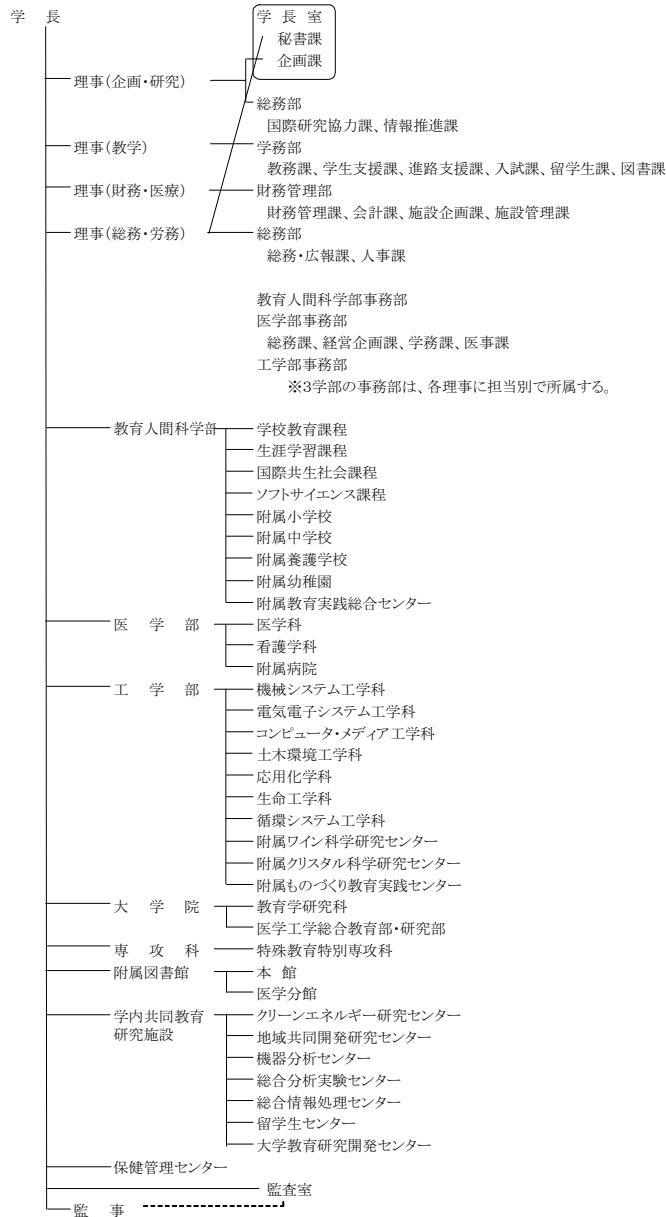 学 長
学 長 室
秘書課
企画課
理事(企画・研究)
総務部
国際研究協力課、情報推進課
理事(教学)
学務部
教務課、学生支援課、進路支援課、入試課、留学生課、図書課
理事(財務・医療)
財務管理部
財務管理課、会計課、施設企画課、施設管理課
理事(総務・労務)
総務部
総務・広報課、人事課
教育人間科学部事務部
医学部事務部
総務課、経営企画課、学務課、医事課
工学部事務部
※3学部の事務部は、各理事に担当別で所属する。
教育人間科学部
学校教育課程
生涯学習課程
国際共生社会課程
ソフトサイエンス課程
附属小学校
附属中学校
附属養護学校
附属幼稚園
附属教育実践総合センター
医 学 部
医学科
看護学科
附属病院
工 学 部
機械システム工学科
電気電子システム工学科
コンピュータ・メディア工学科
土木環境工学科
応用化学科
生命工学科
循環システム工学科
附属ワイン科学研究センター
附属クリスタル科学研究センター
附属ものづくり教育実践センター
大 学 院
教育学研究科
医学工学総合教育部・研究部
専 攻 科
特殊教育特別専攻科
附属図書館
本 館
医学分館
学内共同教育
研究施設
クリーンエネルギー研究センター
地域共同開発研究センター
機器分析センター
総合分析実験センター
総合情報処理センター
留学生センター
大学教育研究開発センター
保健管理センター
監査室
監 事